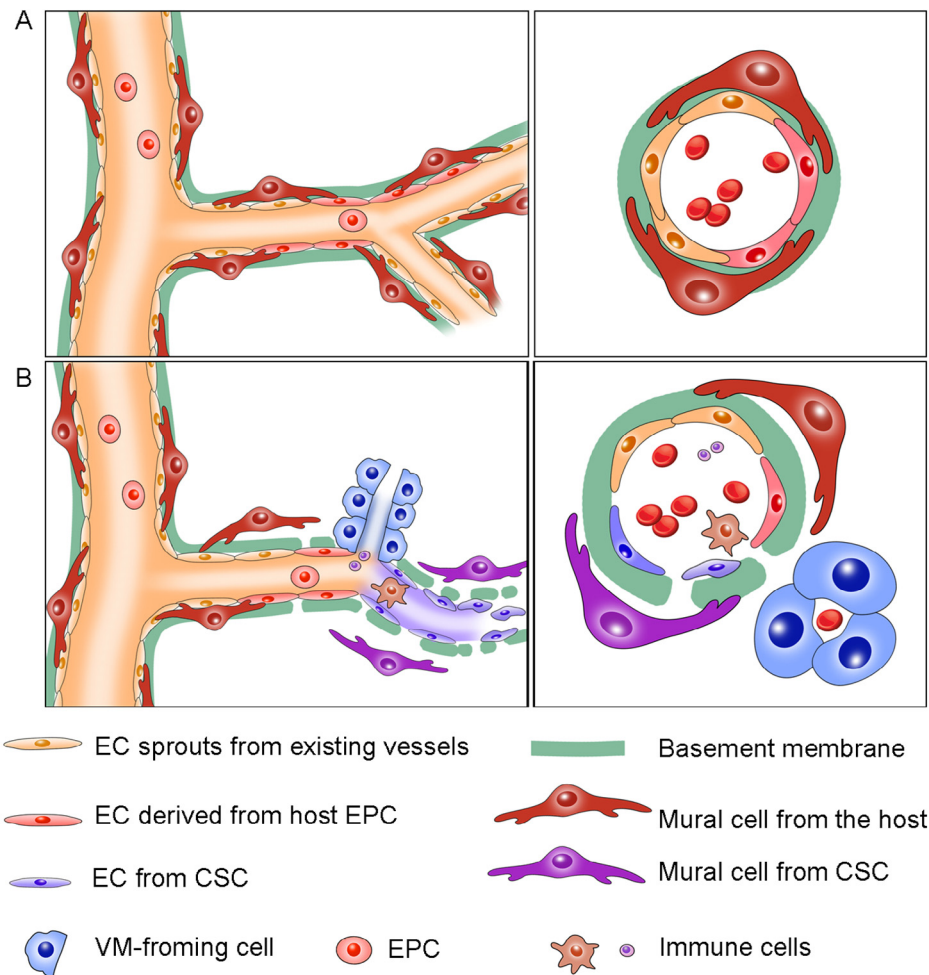 A
B
EC sprouts from existing vessels
Basement membrane
EC derived from host EPC
Mural cell from the host
EC from CSC
Mural cell from CSC
VM-froming cell
EPC
Immune cells